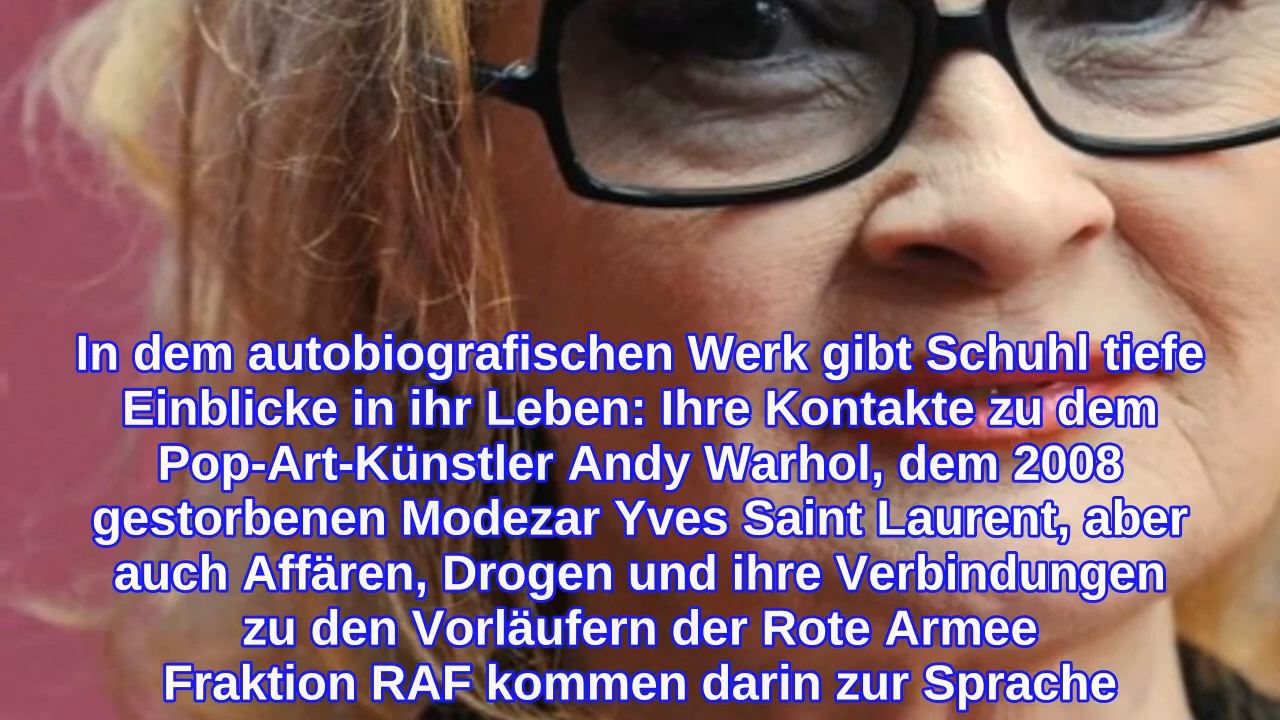 In dem autobiografischen Werk gibt Schuhl tiefe
Einblicke in ihr Leben: Ihre Kontakte zu dem
Pop-Art-Künstler Andy Warhol, dem 2008
gestorbenen Modezar Yves Saint Laurent, aber
auch Affären, Drogen und ihre Verbindungen
zu den Vorläufern der Rote Armee
Fraktion RAF kommen darin zur Sprache